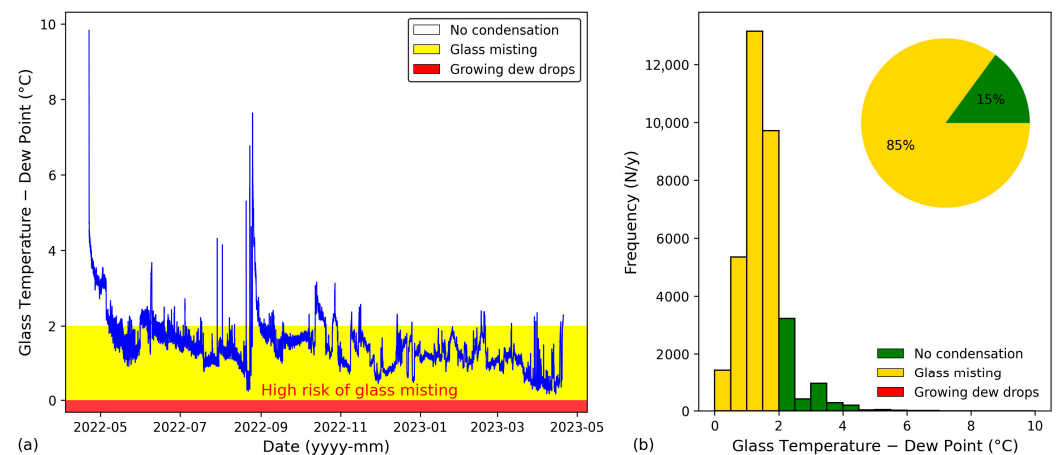 10
8
6
4
2
0
Glass Temperature − Dew Point (°C)
No condensation
Glass misting
Growing dew drops
High risk of glass misting
2022-05 2022-07 2022-09 2022-11 2023-01 2023-03 2023-05
Date (yyyy-mm)
(a)
12,000
10,000
8000
6000
4000
2000
0
Frequency (N/y)
15%
85%
No condensation
Glass misting
Growing dew drops
0 2 4 6 8 10
Glass Temperature − Dew Point (°C)
(b)